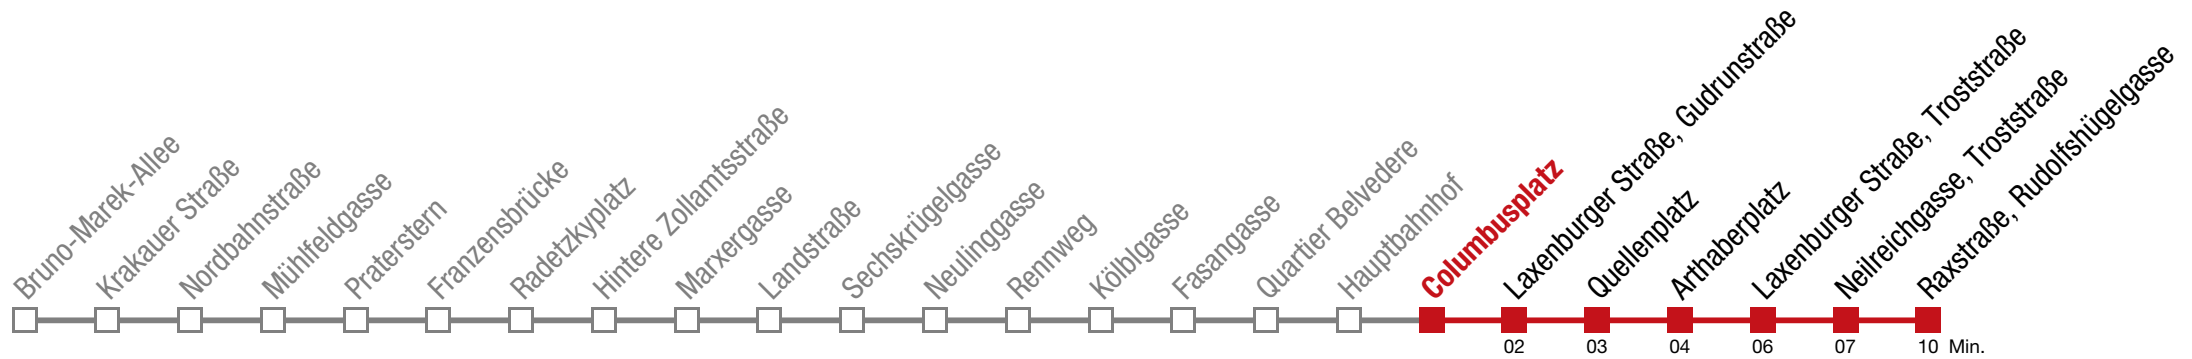 Bruno-Marek-Allee
Krakauer Straße
Nordbahnstraße
Mühlfeldgasse
Praterstern
Franzensbrücke
Radetzkyplatz
Hintere Zollamtsstraße
Marxergasse
Landstraße
Sechskrügelgasse
Neulinggasse
Rennweg
Kölblgasse
Fasangasse
Quartier Belvedere
Hauptbahnhof
Columbusplatz
Laxenburger Straße, Gudrunstraße
Quellenplatz
Arthaberplatz
Laxenburger Straße, Troststraße
Neilreichgasse, Troststraße
Raxstraße, Rudolfshügelgasse
02 03 04 06 07 10 Min.